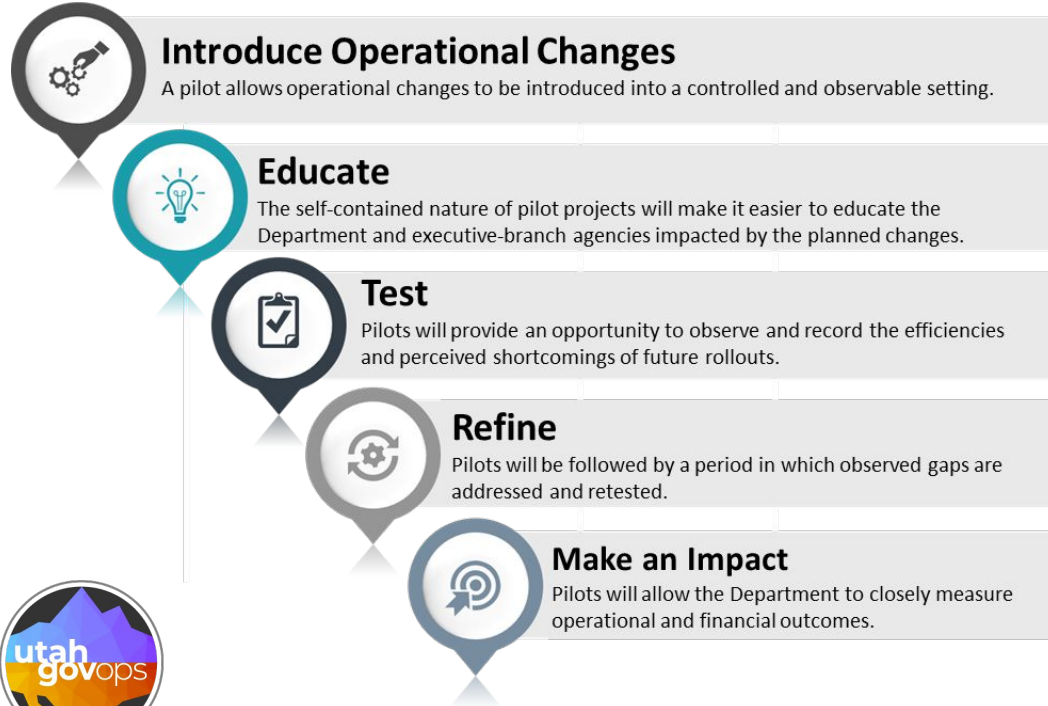 Introduce Operational Changes
A pilot allows operational changes to be introduced into a controlled and observable setting.
Educate
The self-contained nature of pilot projects will make it easier to educate the
Department and executive-branch agencies impacted by the planned changes.
Test
Pilots will provide an opportunity to observe and record the efficiencies
and perceived shortcomings of future rollouts.
Refine
Pilots will be followed by a period in which observed gaps are
addressed and retested.
Make an Impact
Pilots will allow the Department to closely measure
operational and financial outcomes.
utah
govops